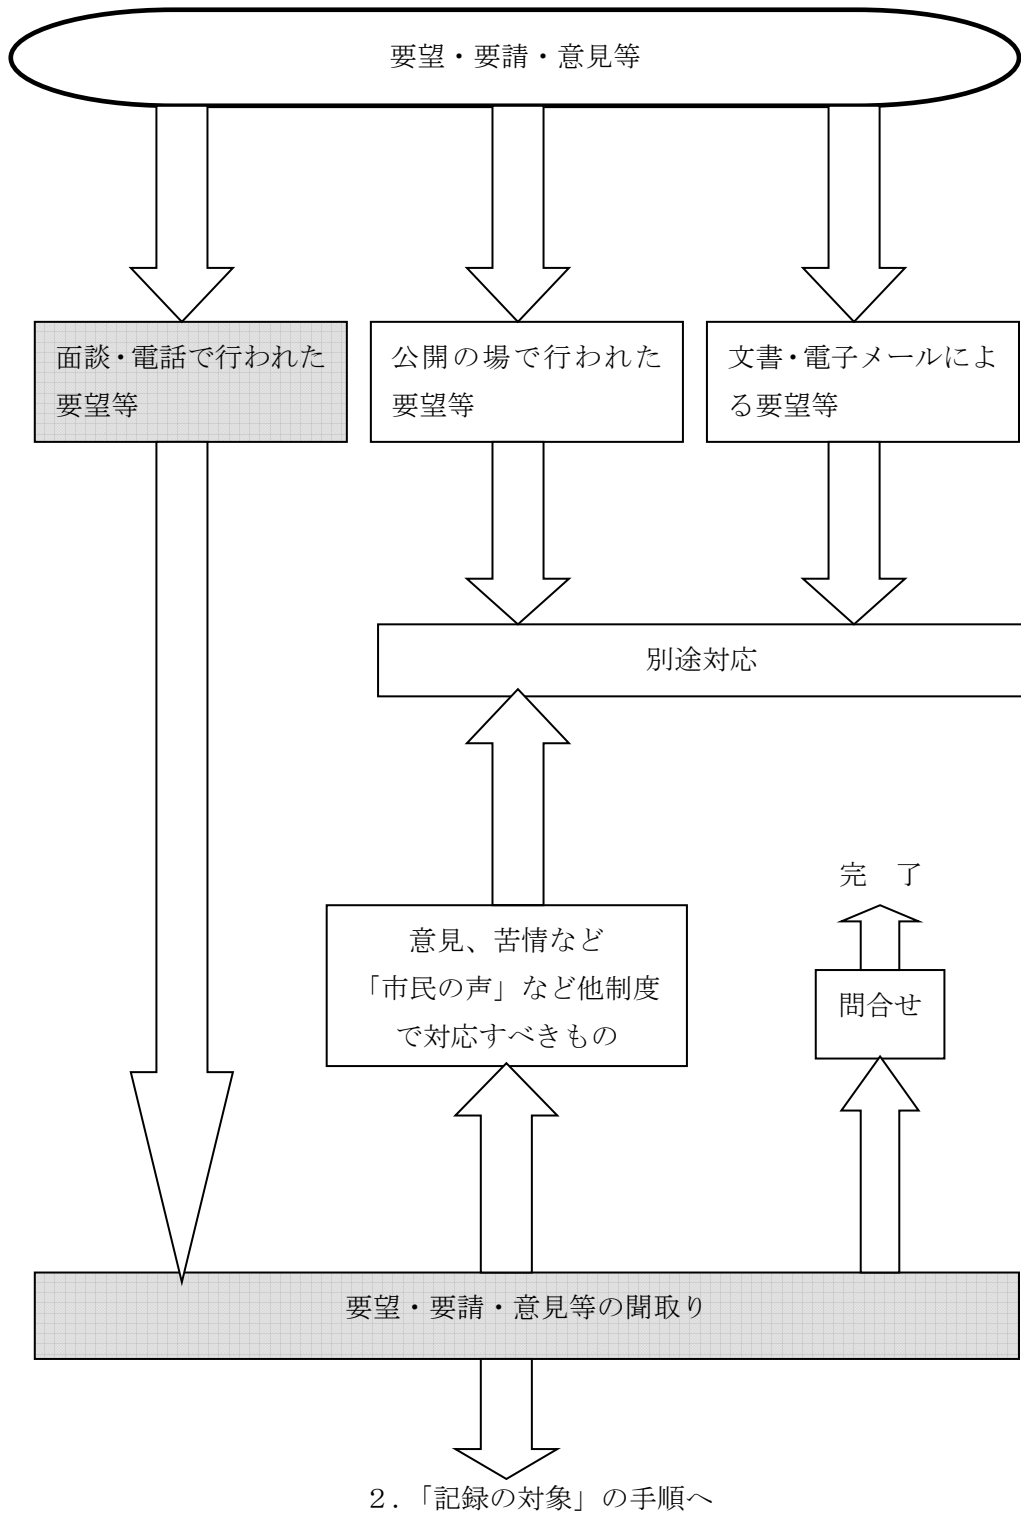 要望・要請・意見等
面談・電話で行われた
要望等
公開の場で行われた
要望等
文書・電子メールによ
る要望等
別途対応
完　了
意見、苦情など
「市民の声」など他制度
で対応すべきもの
問合せ
要望・要請・意見等の聞取り
２．「記録の対象」の手順へ